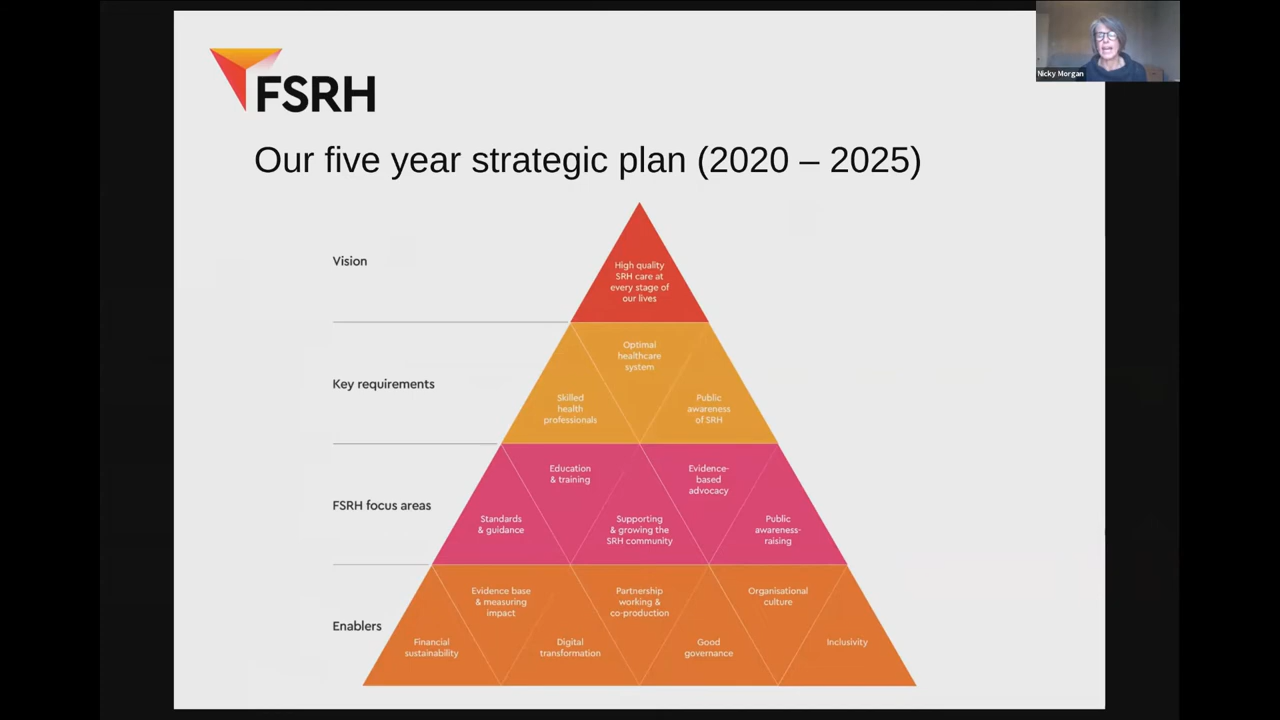 FSRH
Nicky Morgan
Our five year strategic plan (2020 – 2025)
Vision
High quality
SRH care at
every stage of
our lives
Key requirements
Optimal
healthcare
system
Skilled
health
professionals
Public
awareness
of SRH
FSRH focus areas
Education
& training
Evidence-
based
advocacy
Standards
& guidance
Supporting
& growing the
SRH community
Public
awareness-
raising
Enablers
Evidence base
& measuring
impact
Partnership
working &
co-production
Organisational
culture
Financial
sustainability
Digital
transformation
Good
governance
Inclusivity